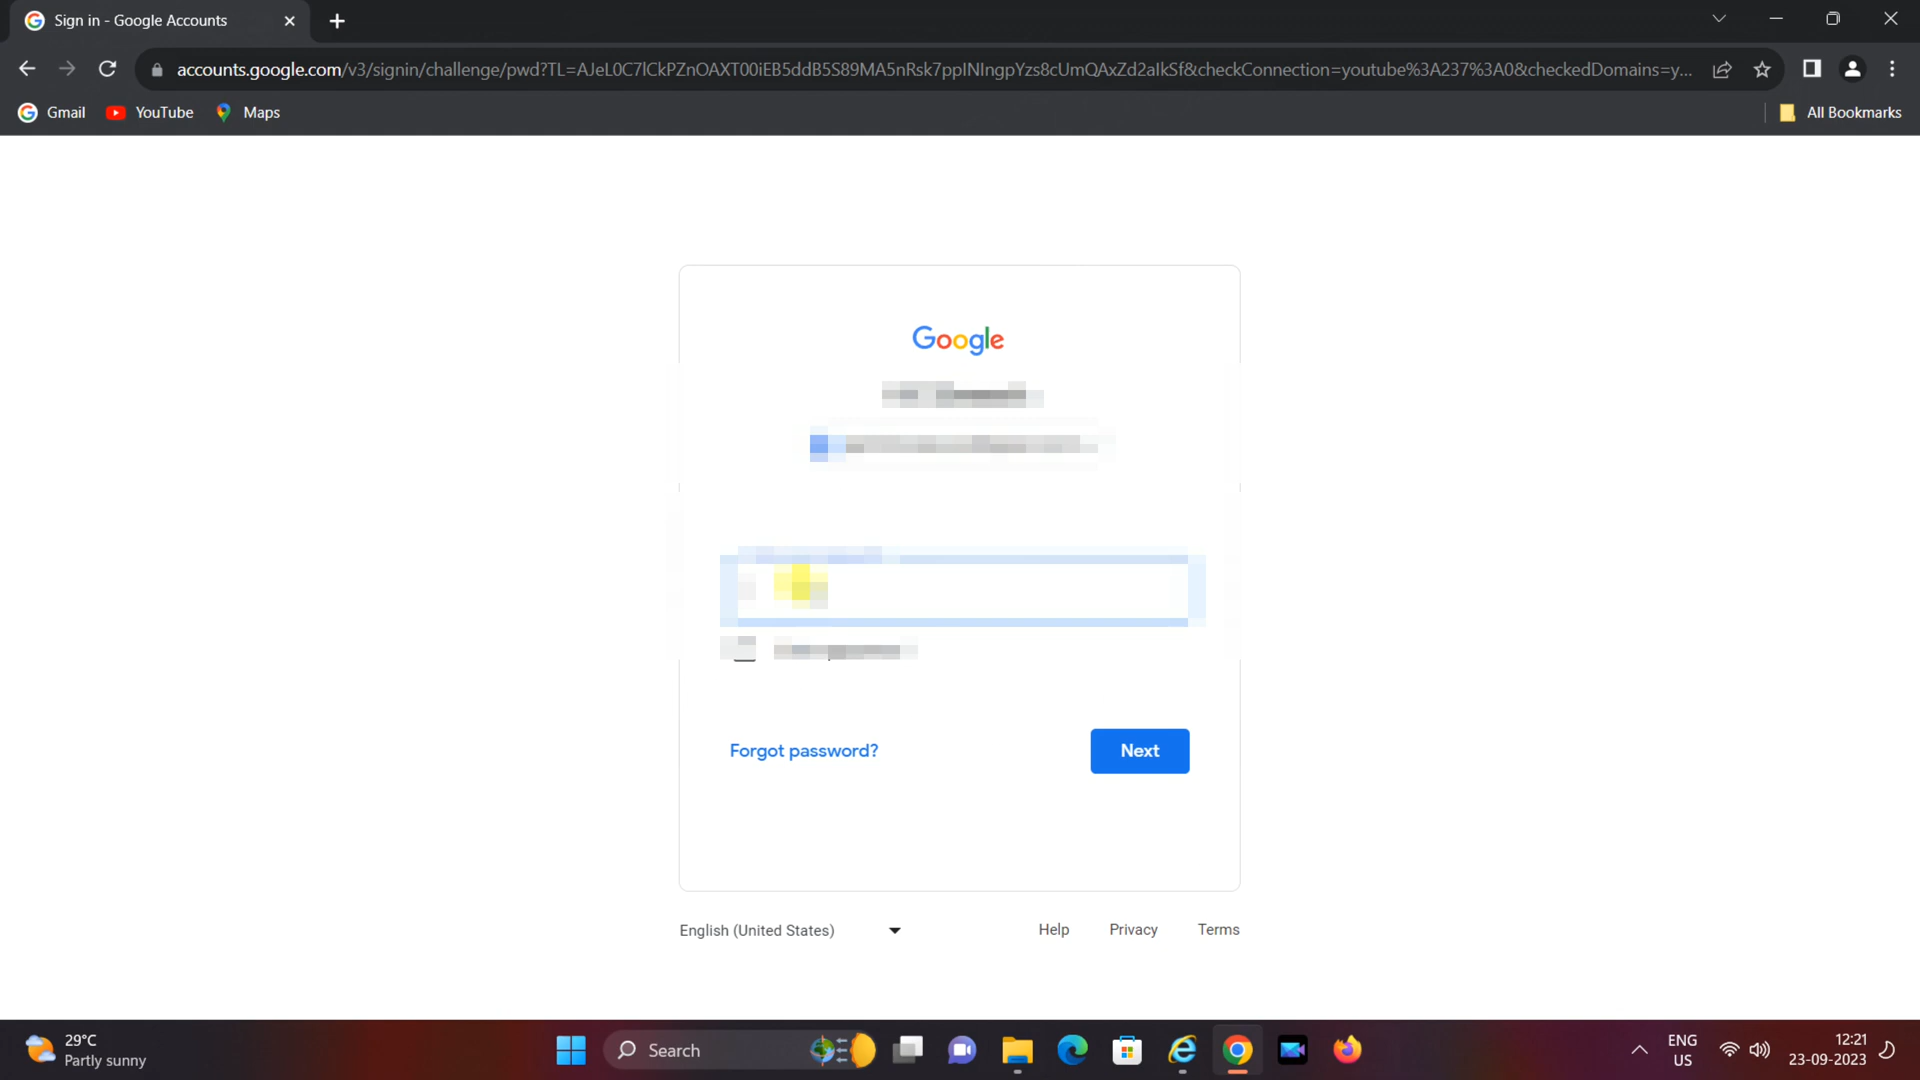 Sign in - Google Accounts
accounts.google.com/v3/signin/challenge/pwd?TL=AJeL0C7lCkPZnOAXT00iEB5ddB5S89MA5nRsk7ppINIngpYzs8cUmQAxZd2alkSf&checkConnection=youtube%3A237%3A0&checkedDomains=y...
Gmail YouTube Maps All Bookmarks
Google
Forgot password? Next
English (United States) Help Privacy Terms
29°C
Partly sunny
Search
ENG
US
12:21
23-09-2023